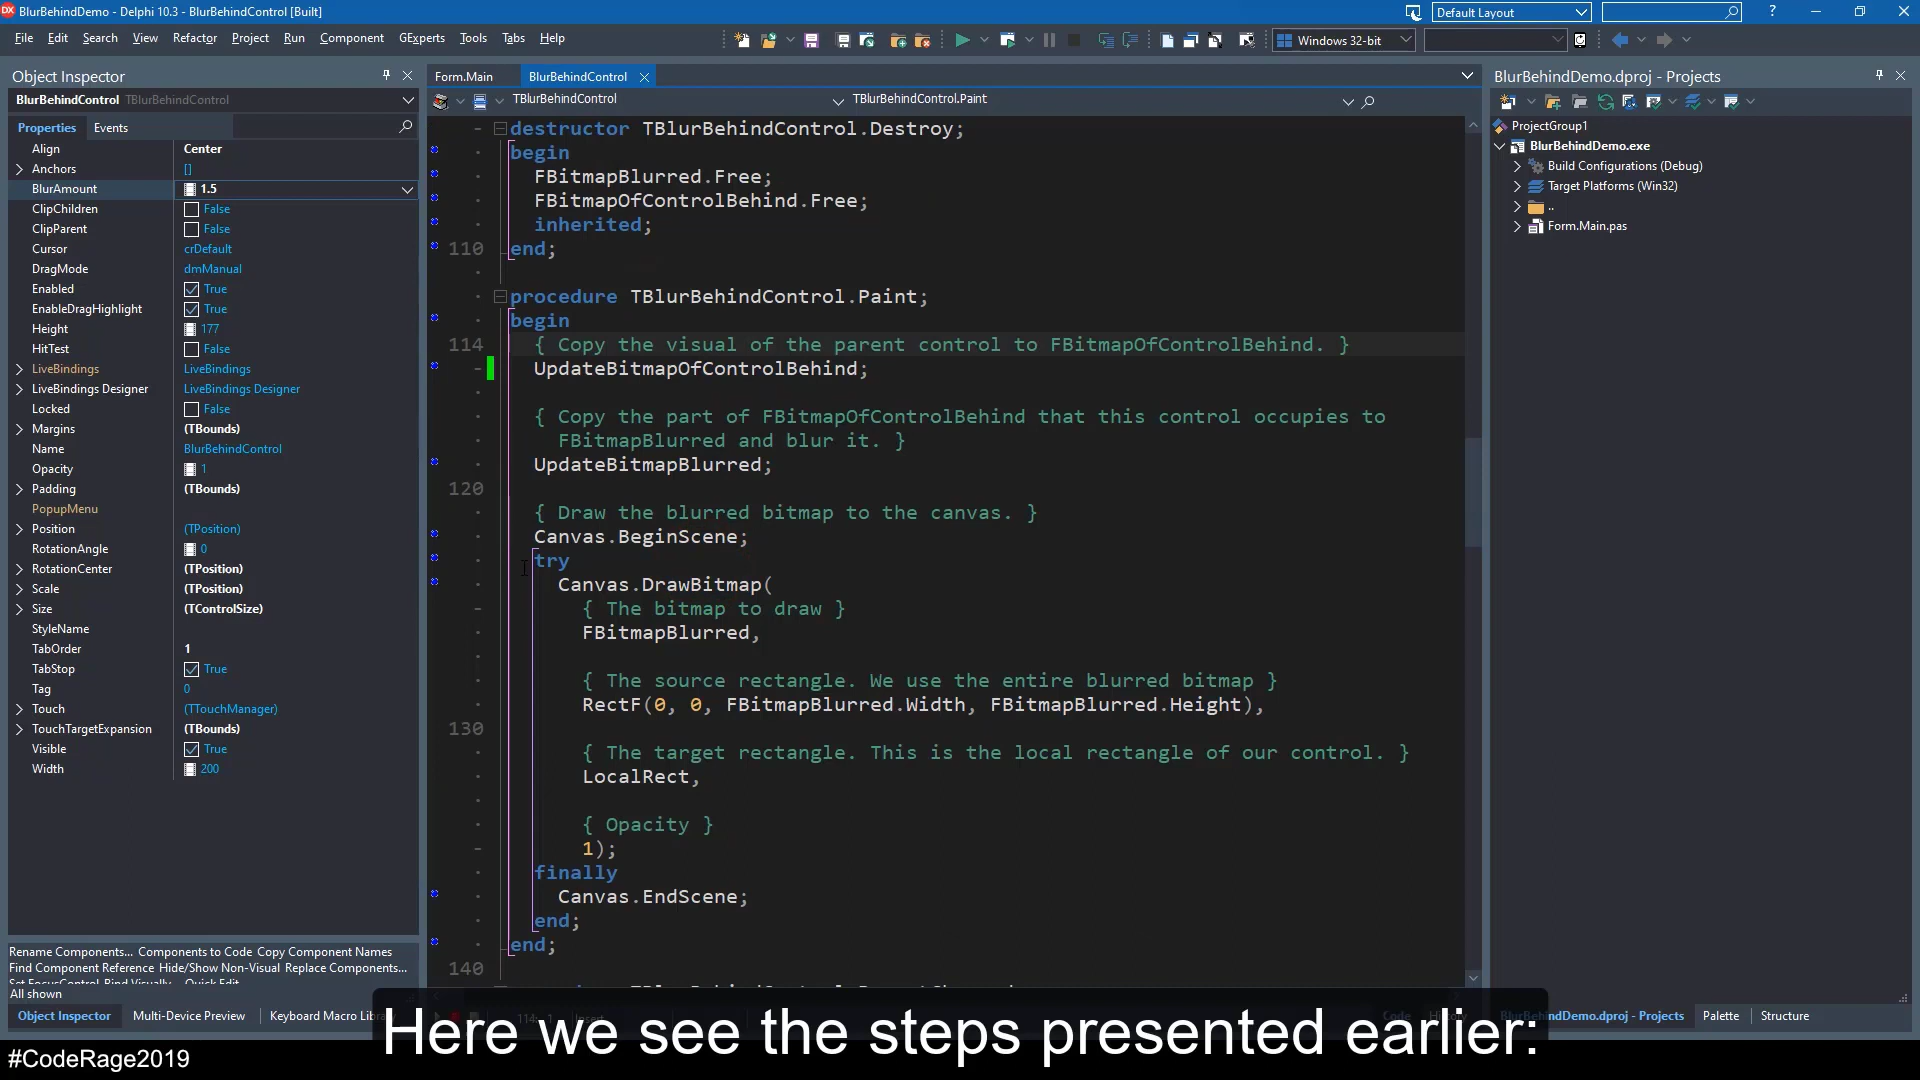 BlurBehindDemo - Delphi 10.3 - BlurBehindControl [Built]
Default Layout
File Edit Search View Refactor Project Run Component GExperts Tools Tabs Help
Windows 32-bit
Object Inspector
BlurBehindControl TBlurBehindControl
Properties Events
Align Center
Anchors []
BlurAmount 1.5
ClipChildren False
ClipParent False
Cursor crDefault
DragMode dmManual
Enabled True
EnableDragHighlight True
Height 177
HitTest False
LiveBindings LiveBindings
LiveBindings Designer LiveBindings Designer
Locked False
Margins (TBounds)
Name BlurBehindControl
Opacity 1
Padding (TBounds)
PopupMenu
Position (TPosition)
RotationAngle 0
RotationCenter (TPosition)
Scale (TPosition)
Size (TControlSize)
StyleName
TabOrder 1
TabStop True
Tag 0
Touch (TTouchManager)
TouchTargetExpansion (TBounds)
Visible True
Width 200
Rename Components... Components to Code Copy Component Names
Find Component Reference Hide/Show Non-Visual Replace Components...
All shown
Object Inspector Multi-Device Preview Keyboard Macro
Form.Main BlurBehindControl
TBlurBehindControl TBlurBehindControl.Paint
destructor TBlurBehindControl.Destroy;
begin
FBitmapBlurred.Free;
FBitmapOfControlBehind.Free;
inherited;
110 end;
procedure TBlurBehindControl.Paint;
begin
114 { Copy the visual of the parent control to FBitmapOfControlBehind. }
UpdateBitmapOfControlBehind;
{ Copy the part of FBitmapOfControlBehind that this control occupies to
FBitmapBlurred and blur it. }
UpdateBitmapBlurred;
120
{ Draw the blurred bitmap to the canvas. }
Canvas.BeginScene;
try
Canvas.DrawBitmap(
{ The bitmap to draw }
FBitmapBlurred,
{ The source rectangle. We use the entire blurred bitmap }
RectF(0, 0, FBitmapBlurred.Width, FBitmapBlurred.Height),
130
{ The target rectangle. This is the local rectangle of our control. }
LocalRect,
{ Opacity }
1);
finally
Canvas.EndScene;
end;
end;
140
BlurBehindDemo.dproj - Projects
ProjectGroup1
BlurBehindDemo.exe
Build Configurations (Debug)
Target Platforms (Win32)
..
Form.Main.pas
Demo.dproj - Projects Palette Structure
Here we see the steps presented earlier:
#CodeRage2019